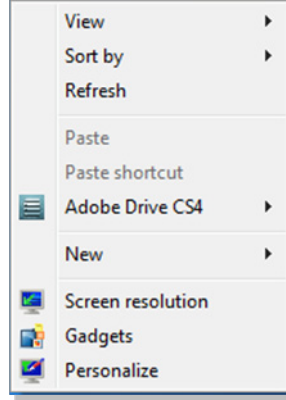 View
Sort by
Refresh
Paste
Paste shortcut
Adobe Drive CS4
New
Screen resolution
Gadgets
Personalize